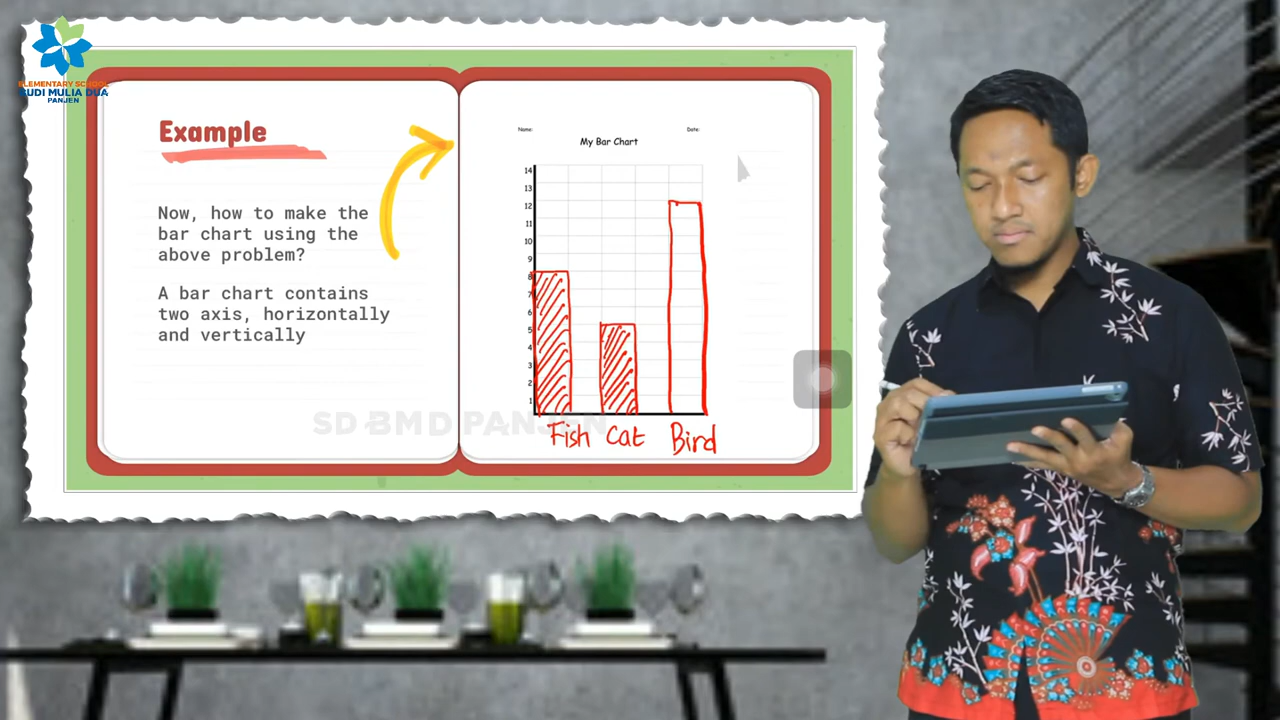 ELEMENTARY SCHOOL
BUDI MULIA DUA
PANJEN
Example
Now, how to make the
bar chart using the
above problem?
A bar chart contains
two axis, horizontally
and vertically
Name:
Date:
My Bar Chart
14
13
12
11
10
9
8
7
6
5
4
3
2
1
Fish Cat Bird
SD BMD PANJEN